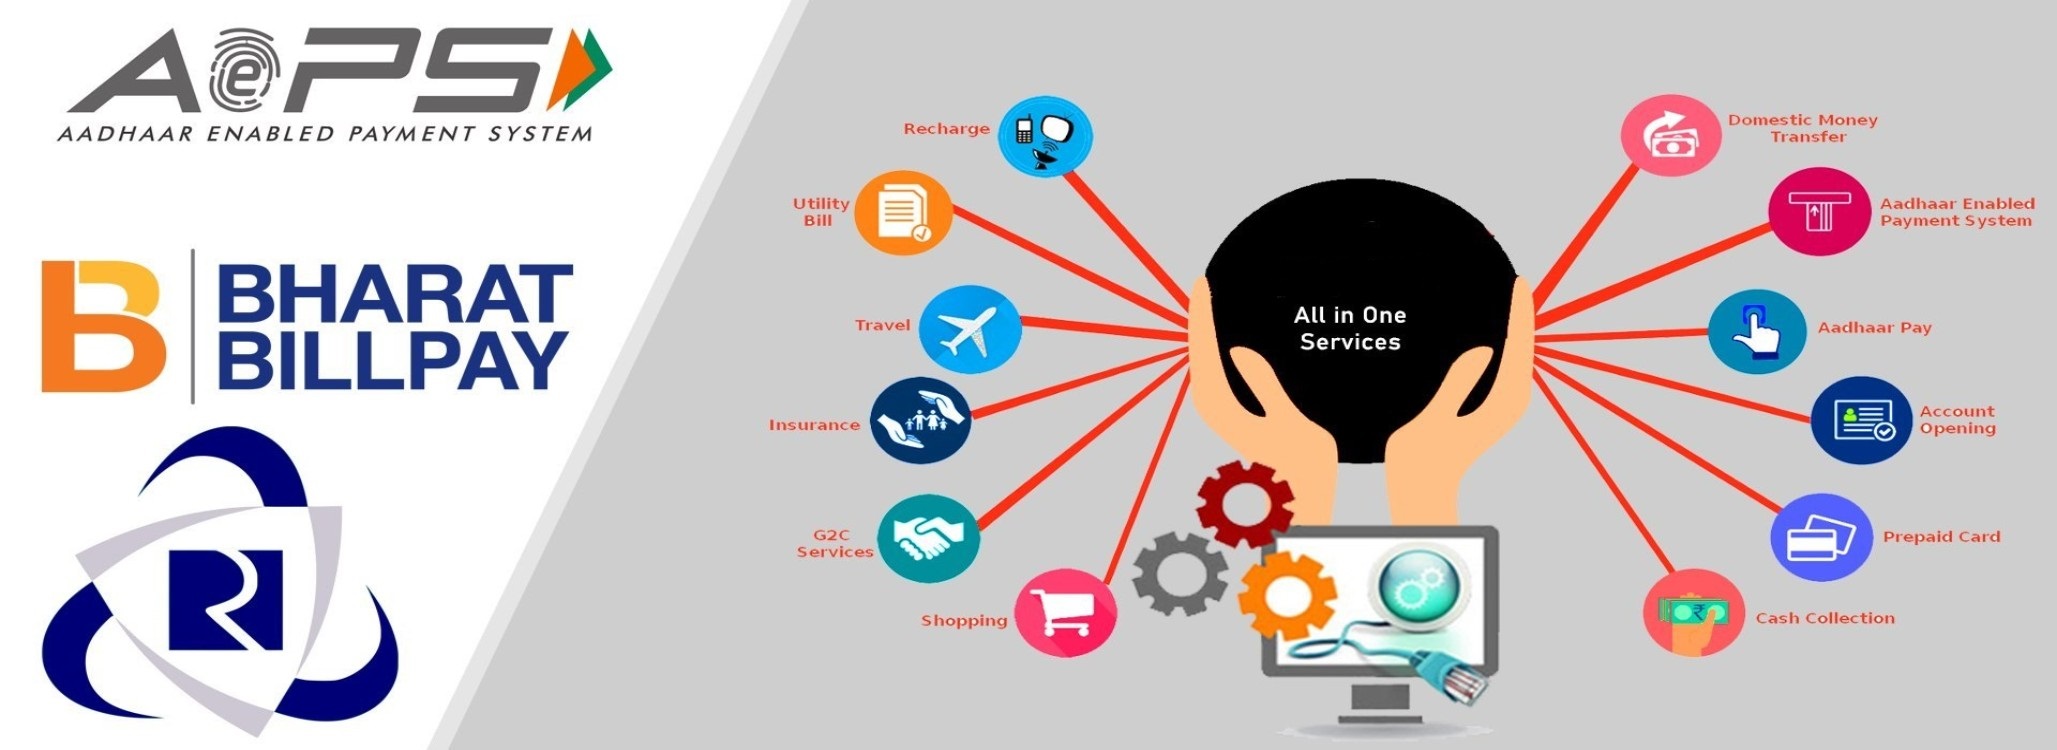 AePS
AADHAAR ENABLED PAYMENT SYSTEM
B
BHARAT
BILLPAY
R
Recharge
Utility
Bill
Travel
Insurance
G2C
Services
Shopping
All in One
Services
Domestic Money
Transfer
Aadhaar Enabled
Payment System
Aadhaar Pay
Account
Opening
Prepaid Card
₹
Cash Collection